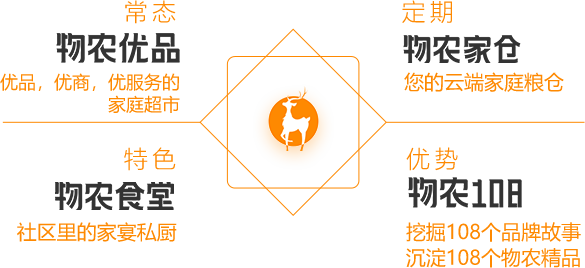 常态
物农优品
优品，优商，优服务的
家庭超市
定期
物农家仓
您的云端家庭粮仓
特色
物农食堂
社区里的家宴私厨
优势
物农108
挖掘108个品牌故事
沉淀108个物农精品